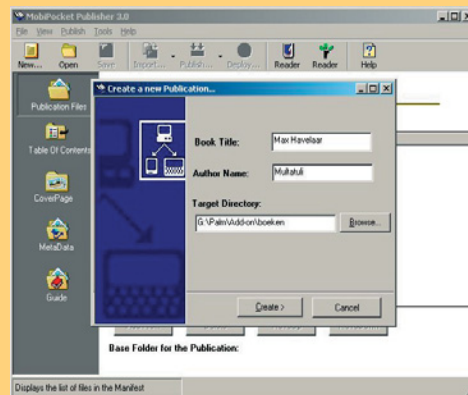 MobiPocket Publisher 3.0
File View Publish Tools Help
New... Open Save Import... Publish... Deploy... Reader Reader Help
Publication Files
Table Of Contents
CoverPage
MetaData
Guide
Create a new Publication...
Book Title: Max Havelaar
Author Name: Multatuli
Target Directory:
G:\Palm\Add-on\boeken Browse...
Create > Cancel
Base Folder for the Publication:
Displays the list of files in the Manifest